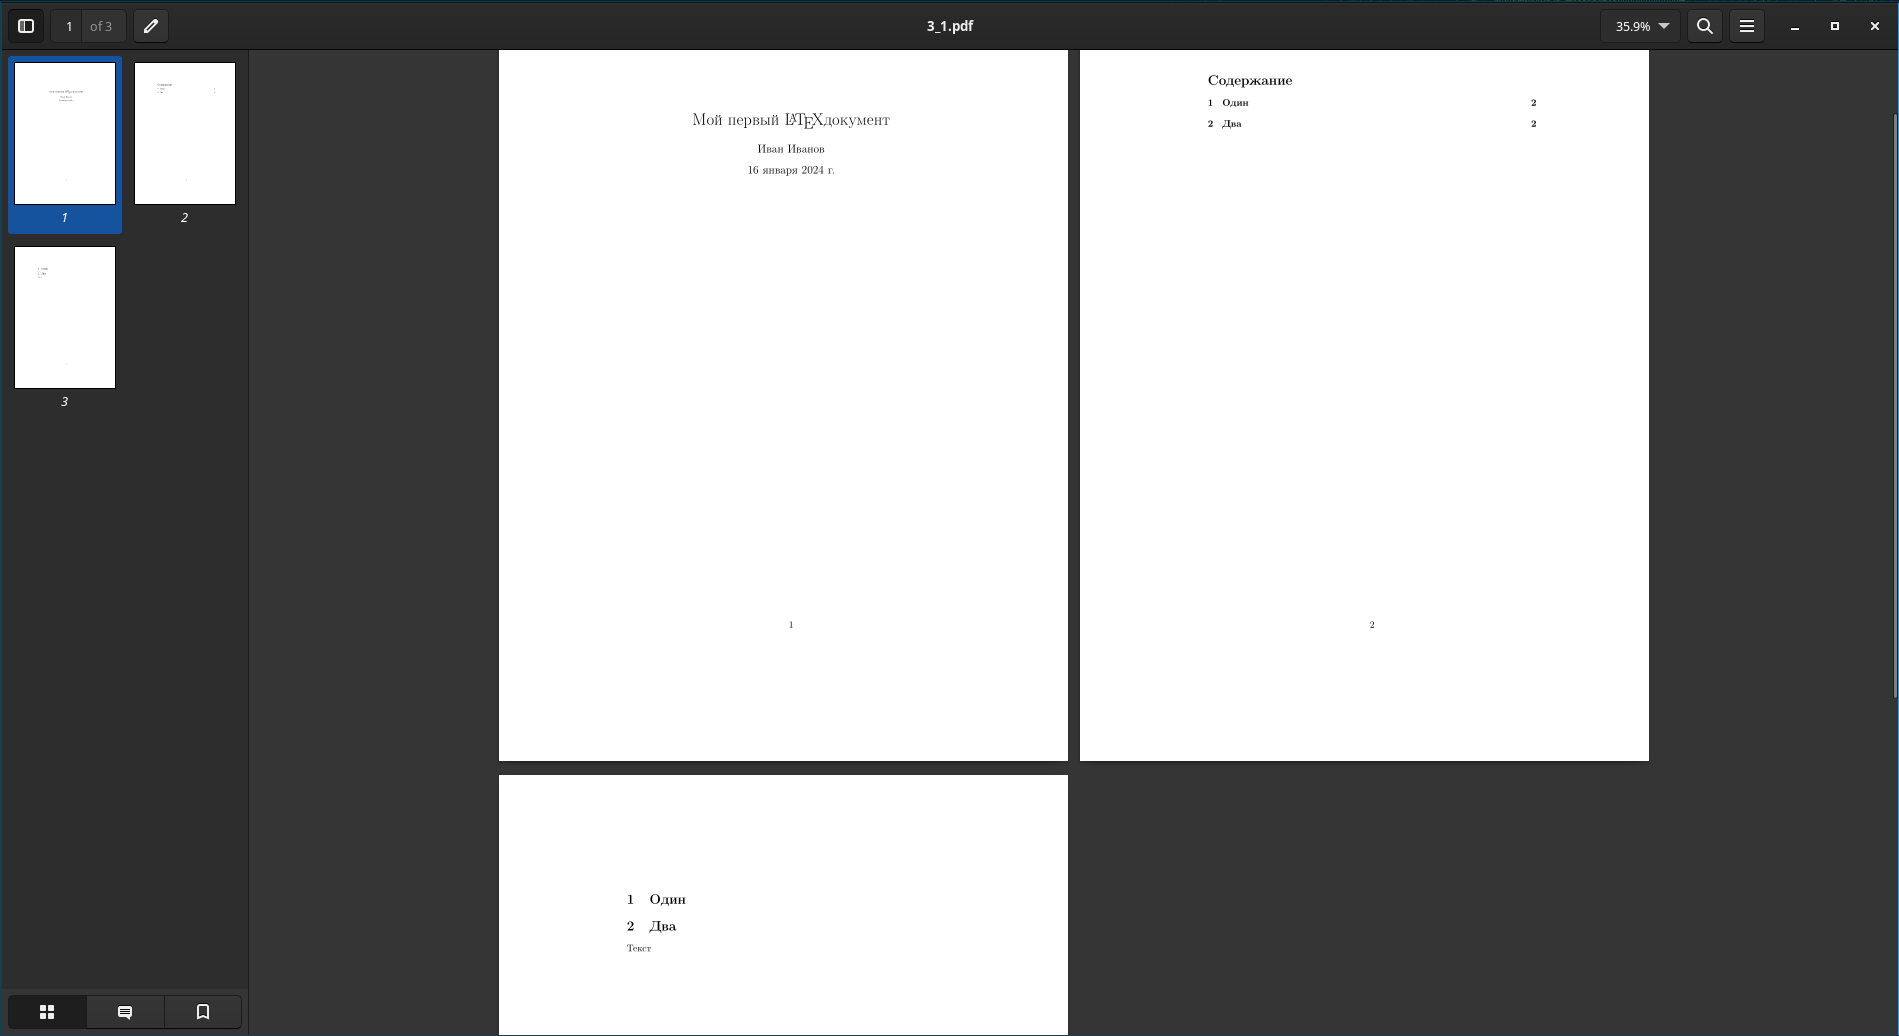 1 of 3
3_1.pdf
35.9%
1
2
3
Мой первый LATEXдокумент
Иван Иванов
16 января 2024 г.
1
Содержание
1 Один 2
2 Два 2
2
1 Один
2 Два
Текст